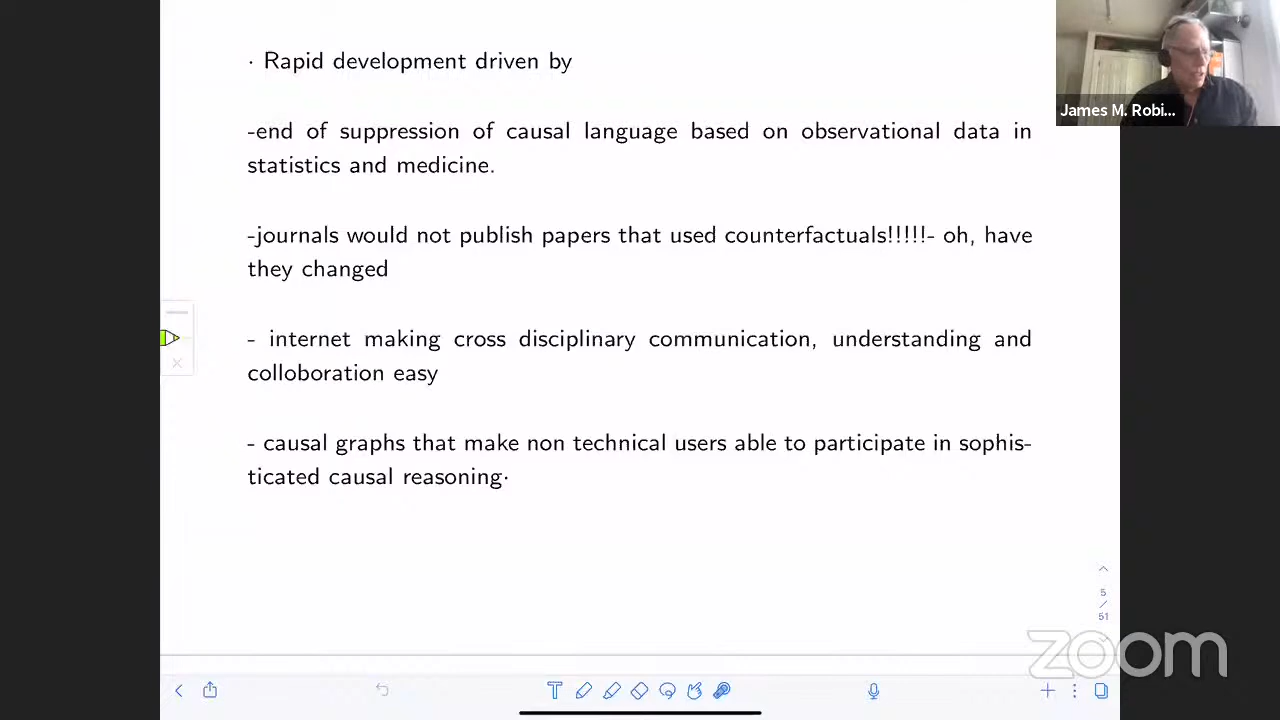 · Rapid development driven by
-end of suppression of causal language based on observational data in
statistics and medicine.
-journals would not publish papers that used counterfactuals!!!!!- oh, have
they changed
- internet making cross disciplinary communication, understanding and
colloboration easy
- causal graphs that make non technical users able to participate in sophis-
ticated causal reasoning·
James M. Robi...
5
/
51
zoom